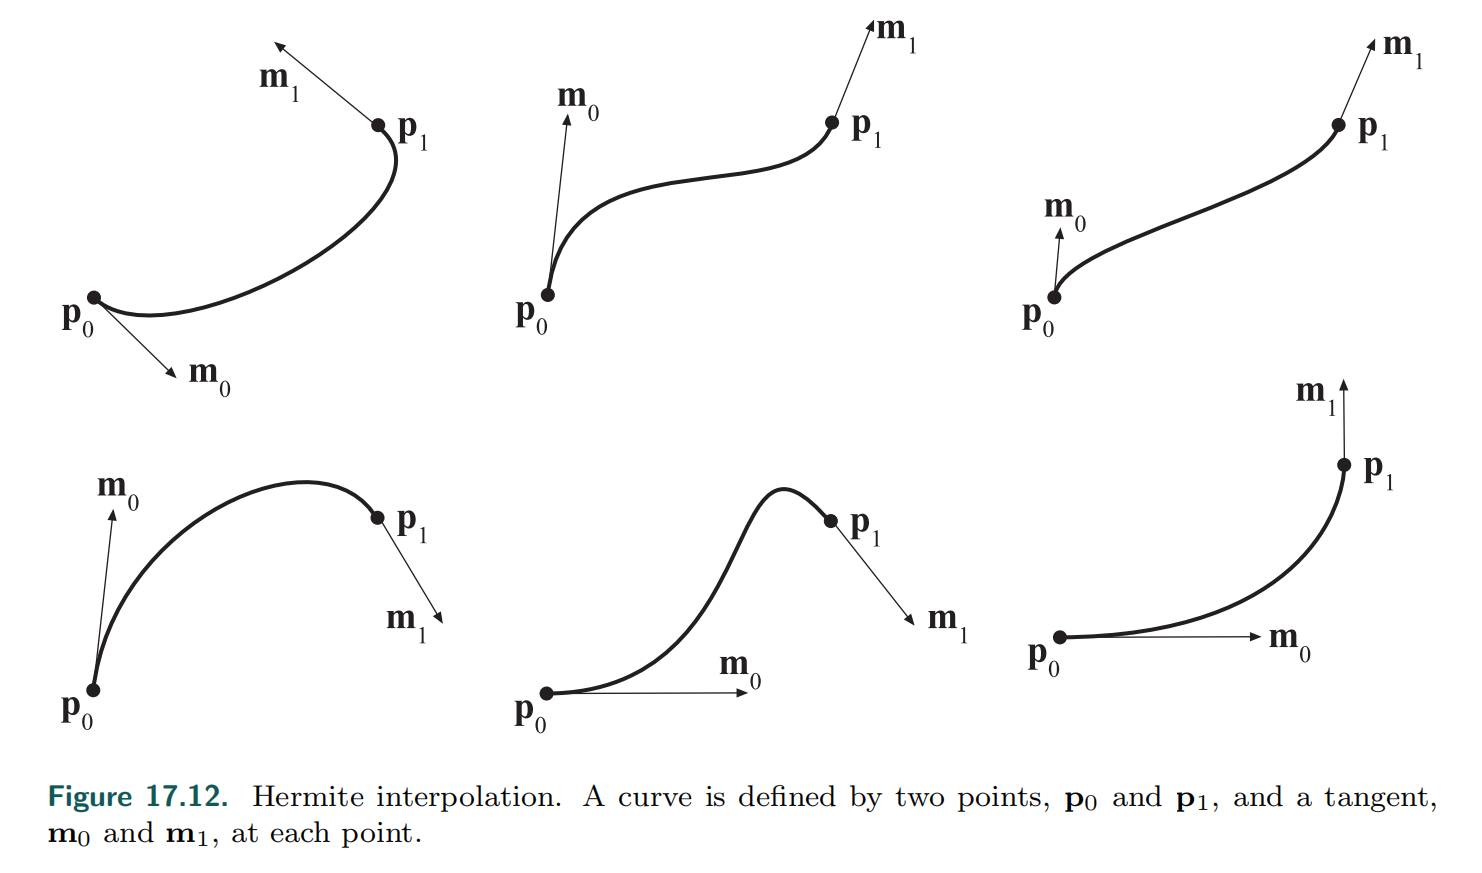 m₁
p₁
p₀
m₀
m₀
m₁
p₁
p₀
m₁
p₁
m₀
p₀
m₀
p₁
m₁
p₀
p₁
m₁
m₀
p₀
m₁
p₁
m₀
p₀
Figure 17.12. Hermite interpolation. A curve is defined by two points, p₀ and p₁, and a tangent,
m₀ and m₁, at each point.